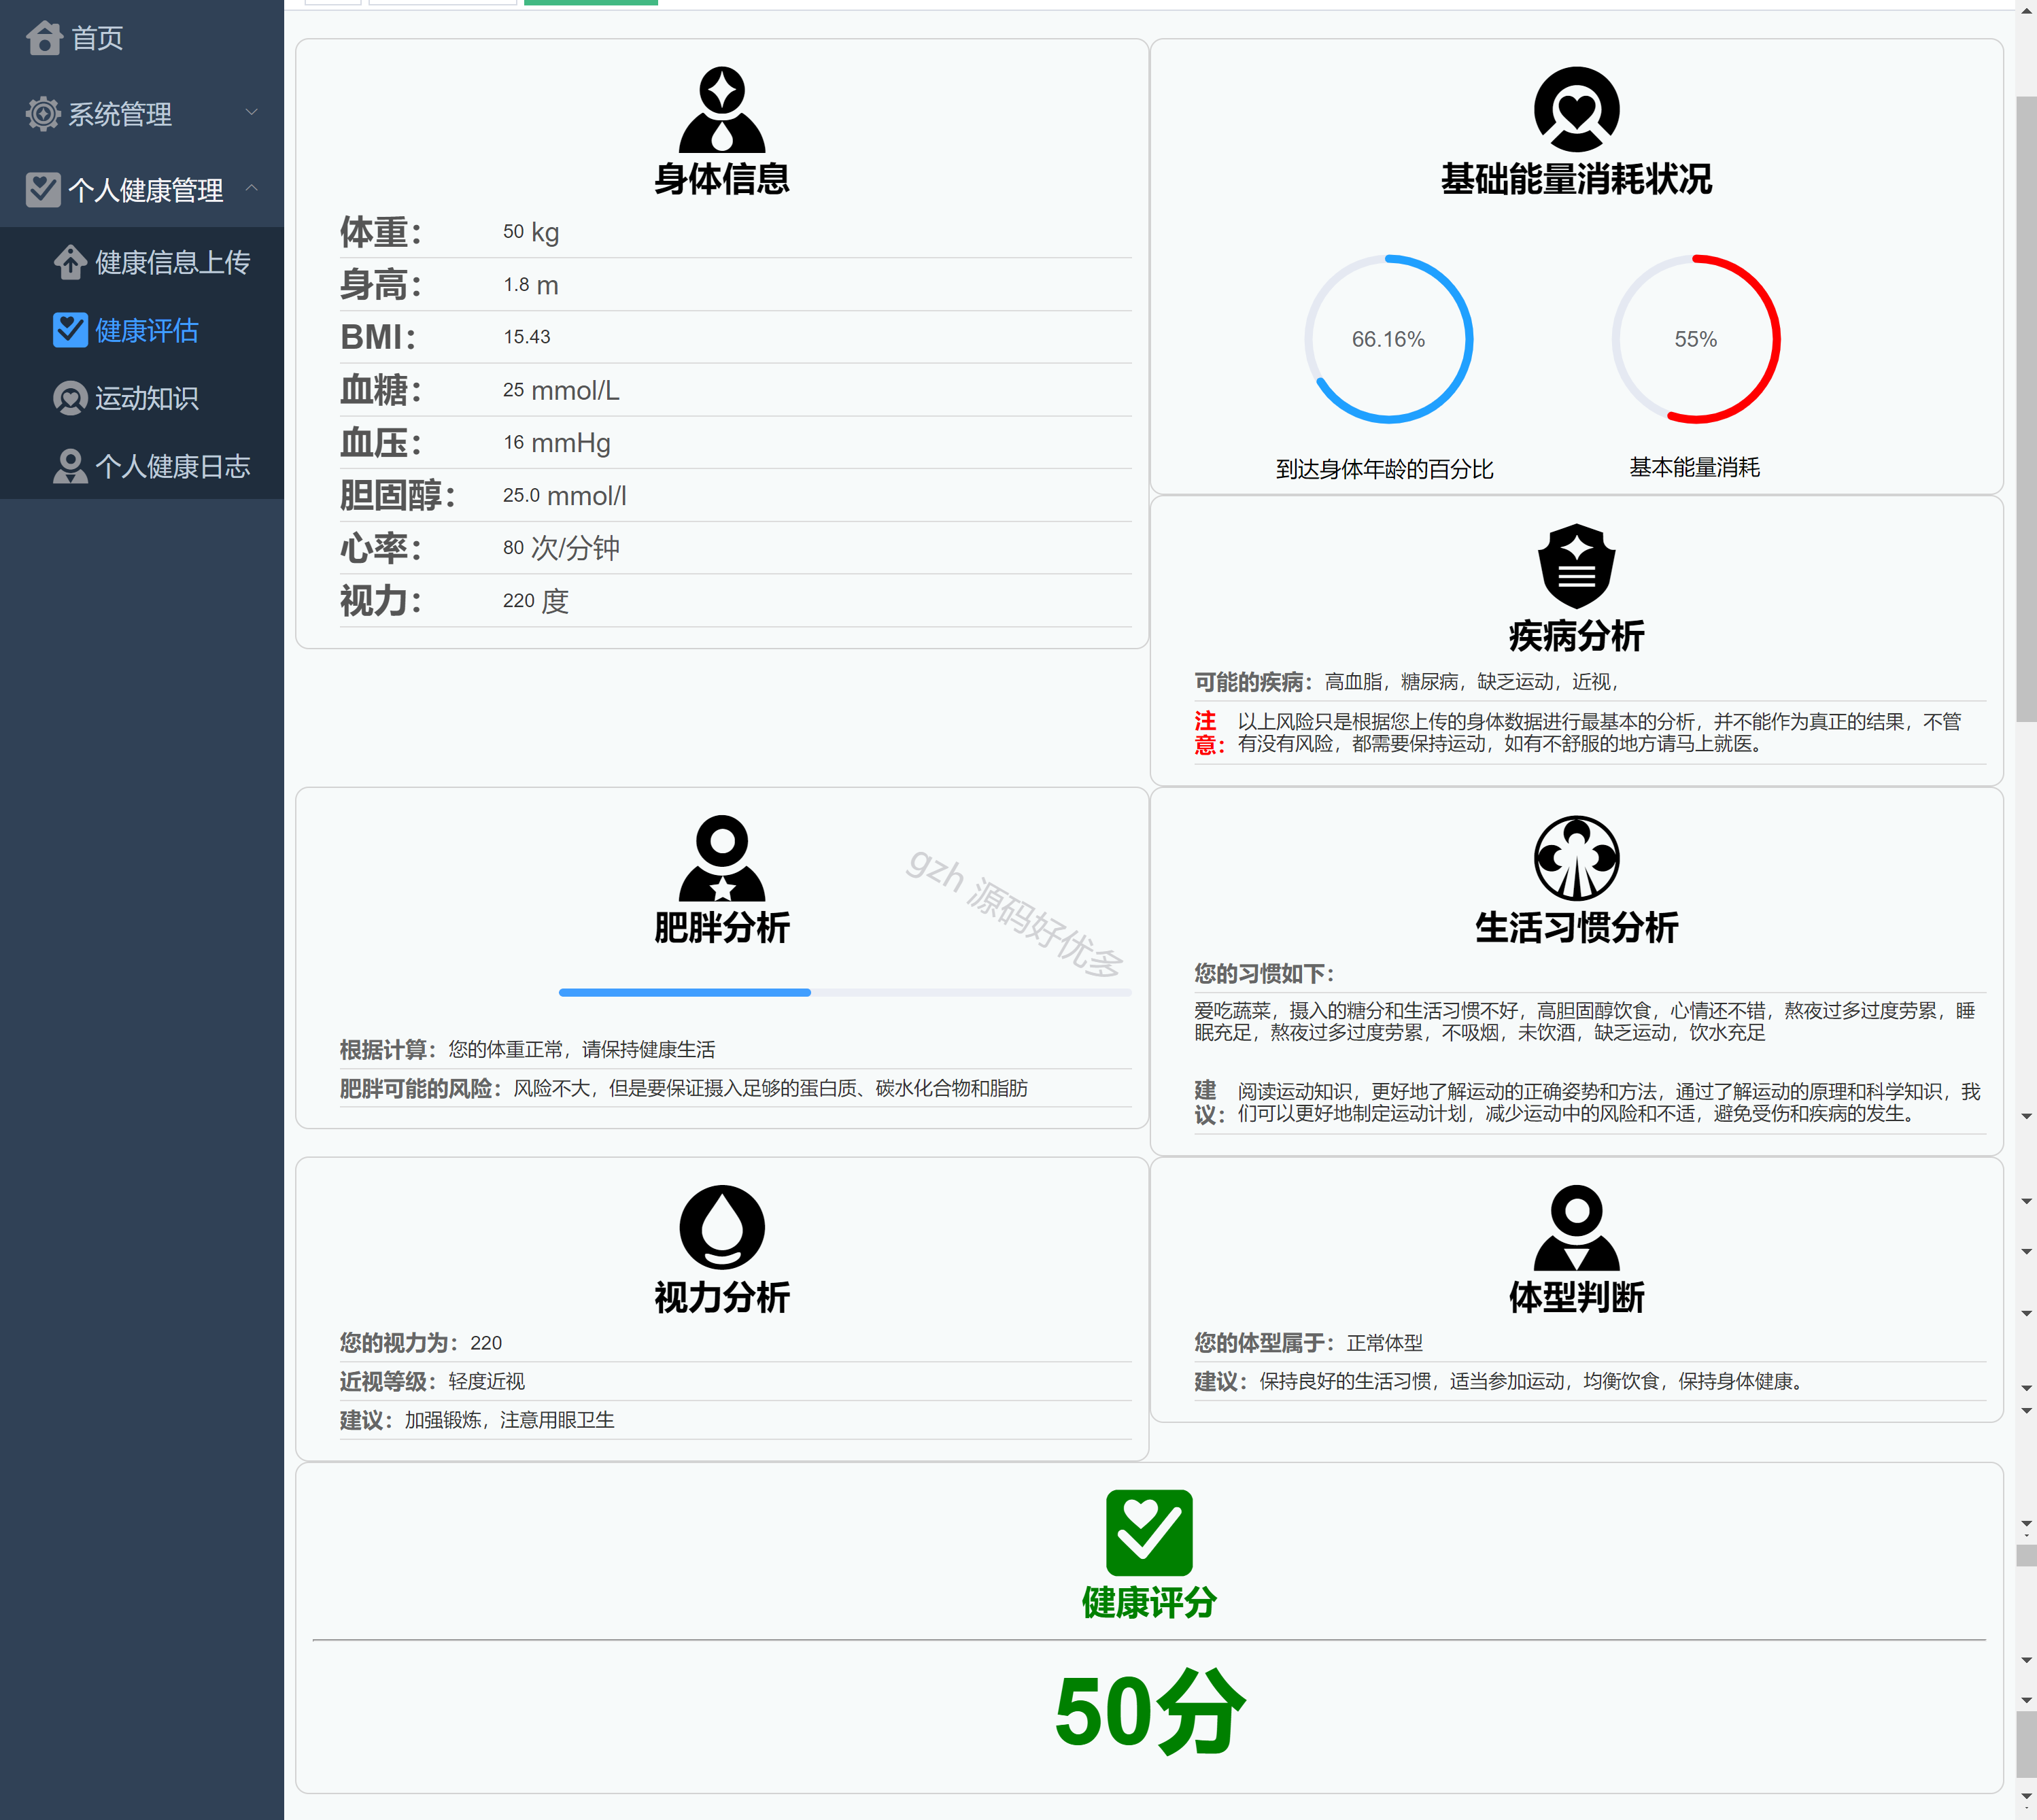 首页
系统管理
个人健康管理
健康信息上传
健康评估
运动知识
个人健康日志
身体信息
体重： 50 kg
身高： 1.8 m
BMI： 15.43
血糖： 25 mmol/L
血压： 16 mmHg
胆固醇： 25.0 mmol/l
心率： 80 次/分钟
视力： 220 度
基础能量消耗状况
66.16%
55%
到达身体年龄的百分比
基本能量消耗
疾病分析
可能的疾病：高血脂，糖尿病，缺乏运动，近视，
注意：以上风险只是根据您上传的身体数据进行最基本的分析，并不能作为真正的结果，不管
有没有风险，都需要保持运动，如有不舒服的地方请马上就医。
肥胖分析
根据计算：您的体重正常，请保持健康生活
肥胖可能的风险：风险不大，但是要保证摄入足够的蛋白质、碳水化合物和脂肪
gzh 源码好优多
生活习惯分析
您的习惯如下：
爱吃蔬菜，摄入的糖分和生活习惯不好，高胆固醇饮食，心情还不错，熬夜过多过度劳累，睡
眠充足，熬夜过多过度劳累，不吸烟，未饮酒，缺乏运动，饮水充足
建议：阅读运动知识，更好地了解运动的正确姿势和方法，通过了解运动的原理和科学知识，我
们可以更好地制定运动计划，减少运动中的风险和不适，避免受伤和疾病的发生。
视力分析
您的视力为：220
近视等级：轻度近视
建议：加强锻炼，注意用眼卫生
体型判断
您的体型属于：正常体型
建议：保持良好的生活习惯，适当参加运动，均衡饮食，保持身体健康。
健康评分
50分